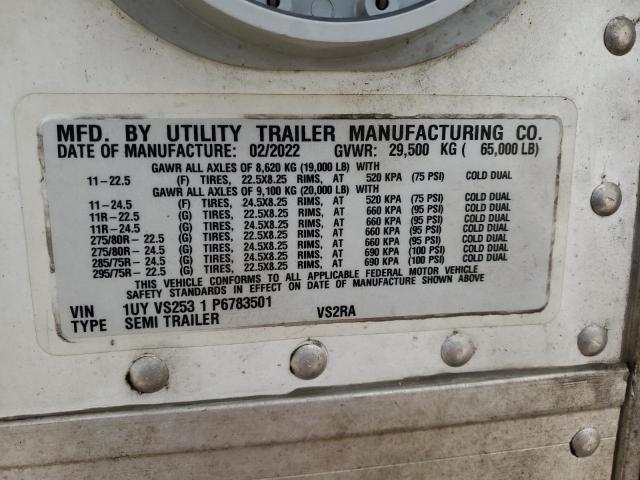 MFD. BY UTILITY TRAILER MANUFACTURING CO.
DATE OF MANUFACTURE: 02/2022 GVWR: 29,500 KG ( 65,000 LB)
GAWR ALL AXLES OF 8,620 KG (19,000 LB) WITH
11-22.5 (F) TIRES, 22.5X8.25 RIMS, AT 520 KPA (75 PSI) COLD DUAL
GAWR ALL AXLES OF 9,100 KG (20,000 LB) WITH
11-24.5 (F) TIRES, 24.5X8.25 RIMS, AT 520 KPA (75 PSI) COLD DUAL
11R-22.5 (G) TIRES, 22.5X8.25 RIMS, AT 660 KPA (95 PSI) COLD DUAL
11R-24.5 (G) TIRES, 24.5X8.25 RIMS, AT 660 KPA (95 PSI) COLD DUAL
275/80R-22.5 (G) TIRES, 22.5X8.25 RIMS, AT 660 KPA (95 PSI) COLD DUAL
275/80R-24.5 (G) TIRES, 24.5X8.25 RIMS, AT 660 KPA (95 PSI) COLD DUAL
285/75R-24.5 (G) TIRES, 24.5X8.25 RIMS, AT 690 KPA (100 PSI) COLD DUAL
295/75R-22.5 (G) TIRES, 22.5X8.25 RIMS, AT 690 KPA (100 PSI) COLD DUAL
THIS VEHICLE CONFORMS TO ALL APPLICABLE FEDERAL MOTOR VEHICLE
SAFETY STANDARDS IN EFFECT ON DATE OF MANUFACTURE SHOWN ABOVE
VIN 1UY VS253 1 P6783501
TYPE SEMI TRAILER VS2RA